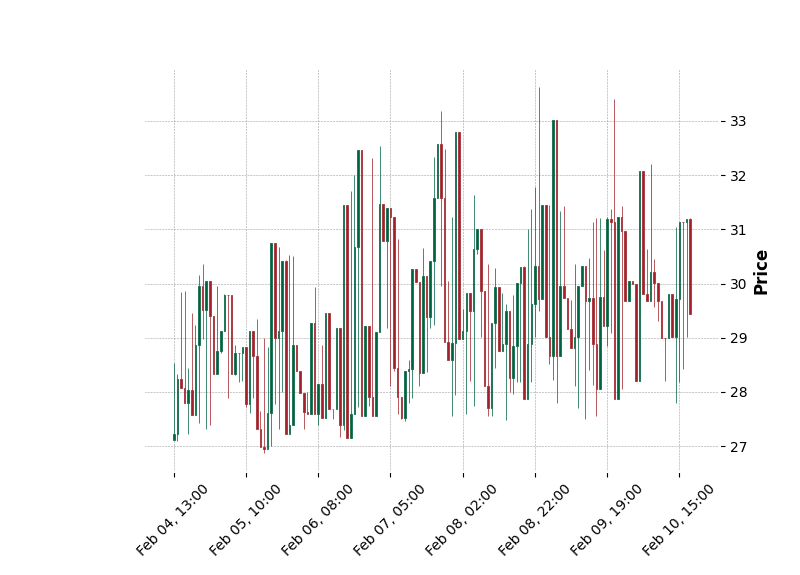 33
32
31
30
29
28
27
Price
Feb 04, 13:00
Feb 05, 10:00
Feb 06, 08:00
Feb 07, 05:00
Feb 08, 02:00
Feb 08, 22:00
Feb 09, 19:00
Feb 10, 15:00